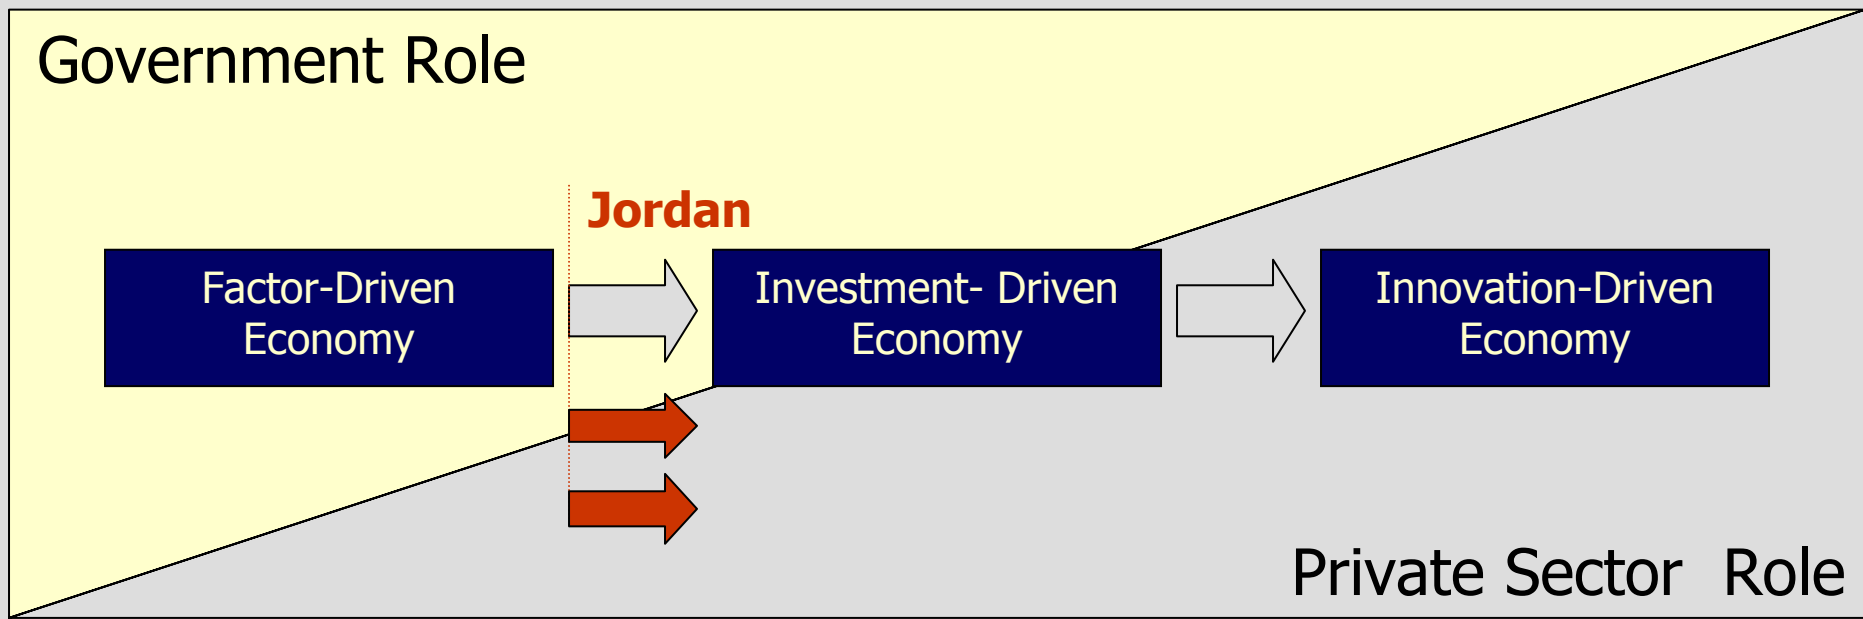 Government Role
Jordan
Factor-Driven
Economy
Investment- Driven
Economy
Innovation-Driven
Economy
Private Sector  Role